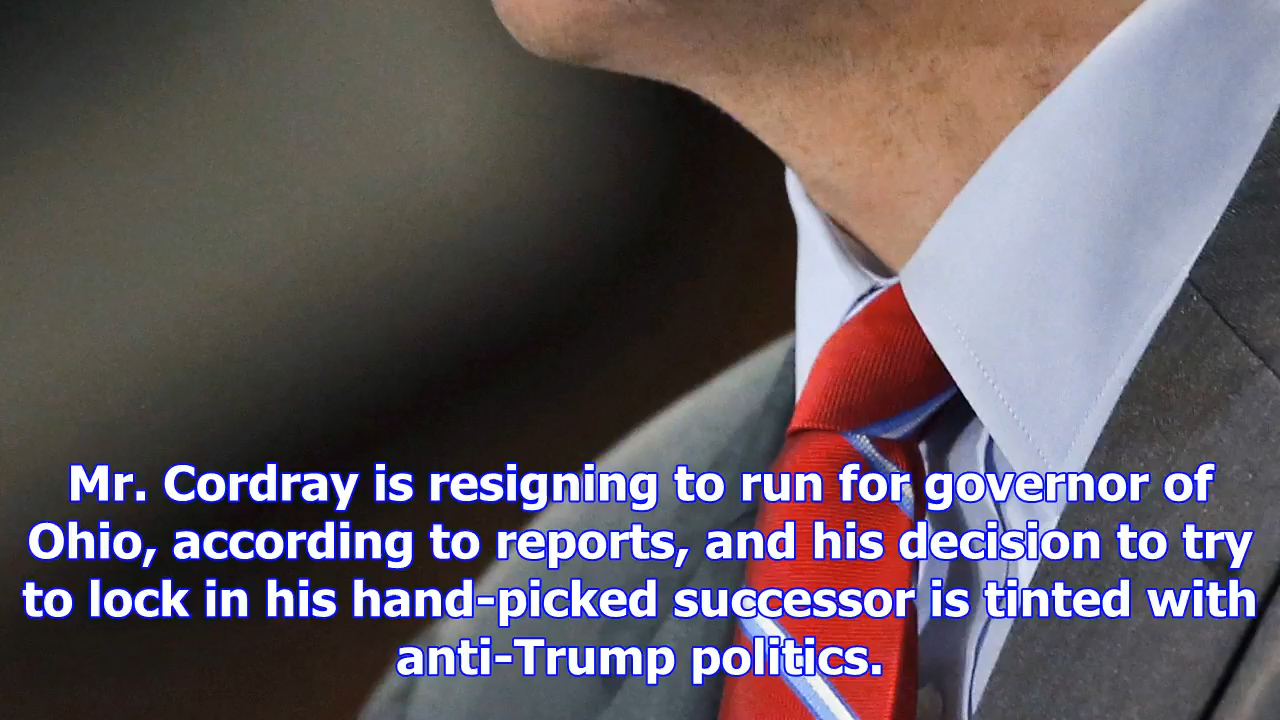 Mr. Cordray is resigning to run for governor of
Ohio, according to reports, and his decision to try
to lock in his hand-picked successor is tinted with
anti-Trump politics.